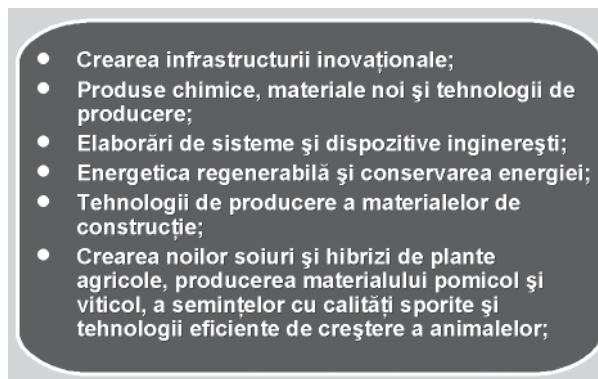 • Crearea infrastructurii inovaţionale;
• Produse chimice, materiale noi şi tehnologii de
producere;
• Elaborări de sisteme şi dispozitive inginereşti;
• Energetica regenerabilă şi conservarea energiei;
• Tehnologii de producere a materialelor de
construcţie;
• Crearea noilor soiuri şi hibrizi de plante
agricole, producerea materialului pomicol şi
viticol, a seminţelor cu calităţi sporite şi
tehnologii eficiente de creştere a animalelor;